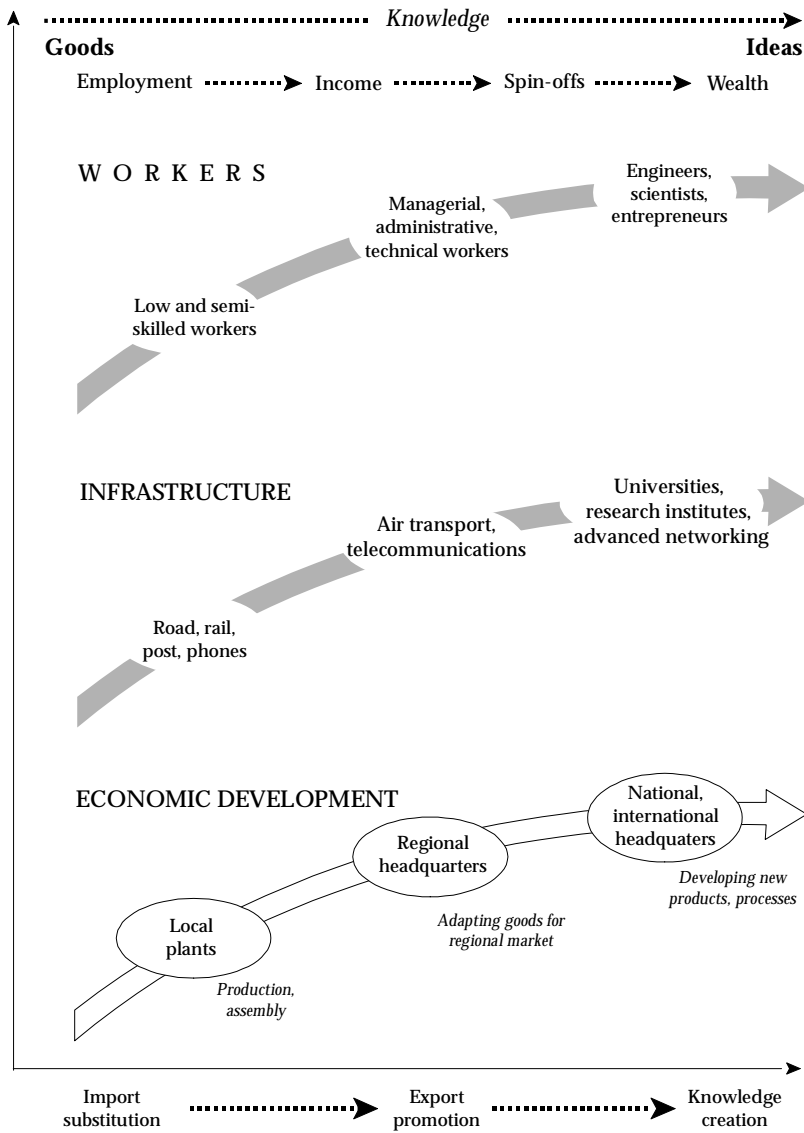 Knowledge
Goods
Ideas
Employment
Income
Spin-offs
Wealth
WORKERS
Engineers,
scientists,
entrepreneurs
Managerial,
administrative,
technical workers
Low and semi-
skilled workers
INFRASTRUCTURE
Universities,
research institutes,
advanced networking
Air transport,
telecommunications
Road, rail,
post, phones
ECONOMIC DEVELOPMENT
National,
international
headquaters
Developing new
products, processes
Regional
headquarters
Adapting goods for
regional market
Local
plants
Production,
assembly
Import
substitution
Export
promotion
Knowledge
creation